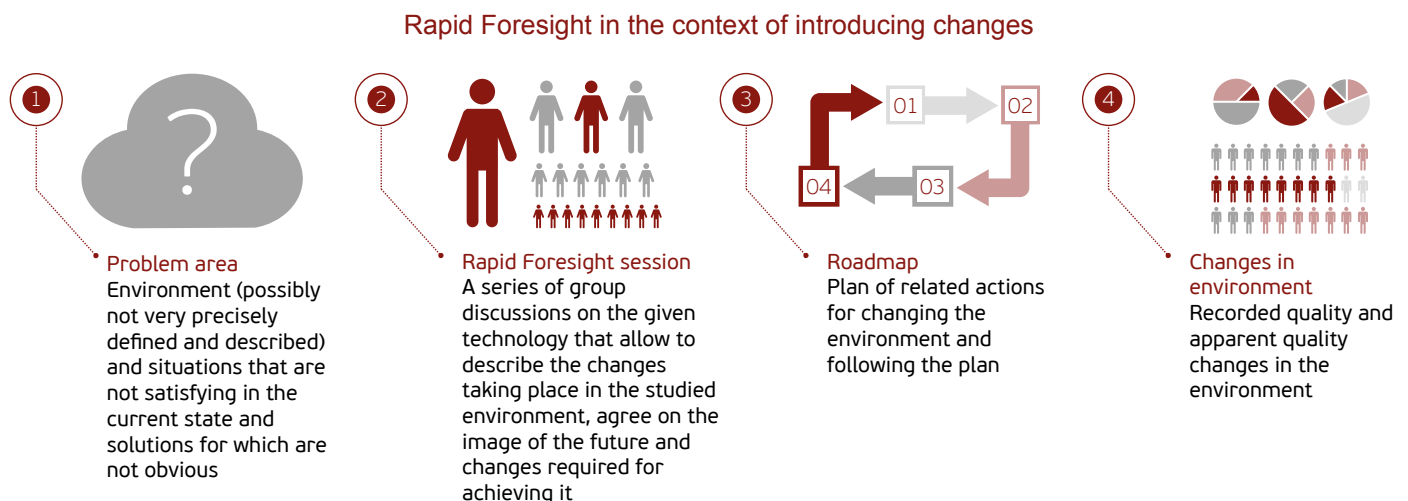 Rapid Foresight in the context of introducing changes
1
Problem area
Environment (possibly
not very precisely
defined and described)
and situations that are
not satisfying in the
current state and
solutions for which are
not obvious
2
Rapid Foresight session
A series of group
discussions on the given
technology that allow to
describe the changes
taking place in the studied
environment, agree on the
image of the future and
changes required for
achieving it
3
01
02
04
03
Roadmap
Plan of related actions
for changing the
environment and
following the plan
4
Changes in
environment
Recorded quality and
apparent quality
changes in the
environment
?